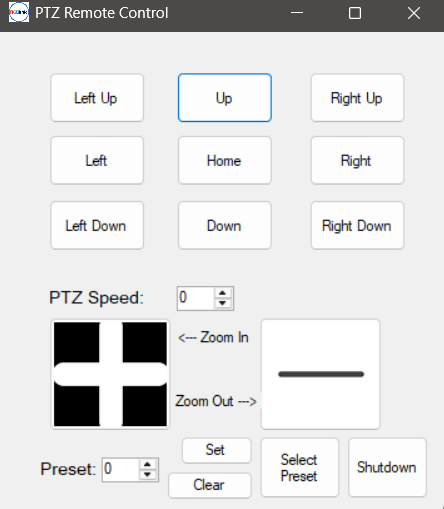 PTZ Remote Control
Left Up
Up
Right Up
Left
Home
Right
Left Down
Down
Right Down
PTZ Speed:
0
<--- Zoom In
Zoom Out --->
Preset:
0
Set
Clear
Select
Preset
Shutdown